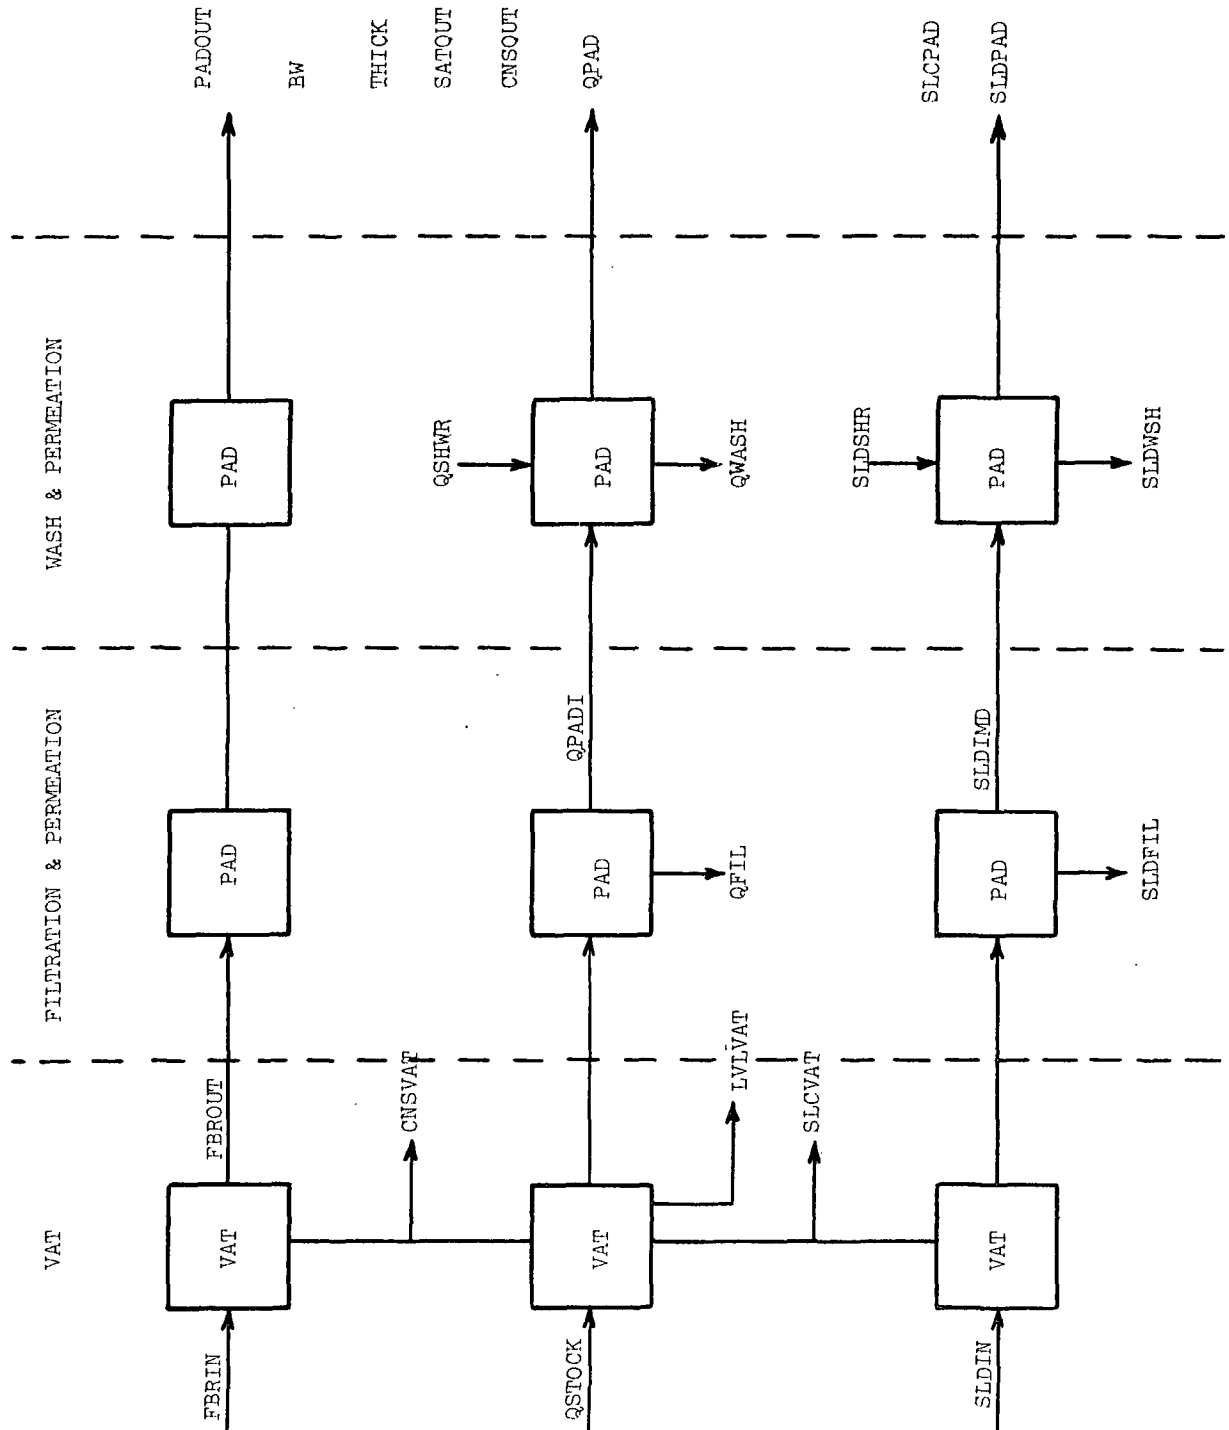 VAT
FILTRATION & PERMEATION
WASH & PERMEATION
FBRIN
VAT
FBROUT
PAD
PAD
PADOUT
BW
THICK
SATOUT
CNSOUT
CNSVAT
QSTOCK
VAT
PAD
QPADI
QSHWR
PAD
QPAD
QFIL
QWASH
LVLVAT
SLCVAT
SLDIN
VAT
PAD
SLDIMD
SLDSHR
PAD
SLCPAD
SLDPAD
SLDFIL
SLDWSH